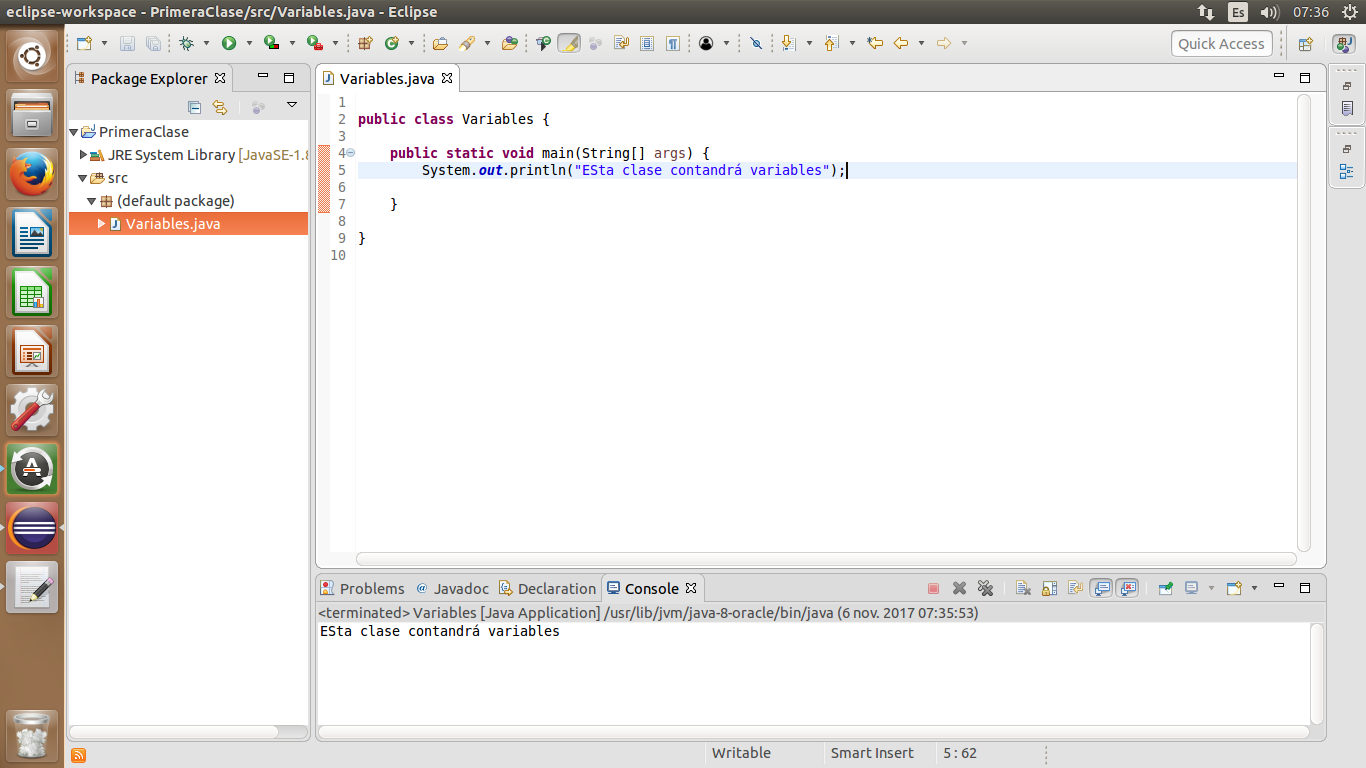 eclipse-workspace - PrimeraClase/src/Variables.java - Eclipse
Es
07:36
Quick Access
Package Explorer
Variables.java
PrimeraClase
JRE System Library [JavaSE-1.8
src
(default package)
Variables.java
1
2 public class Variables {
3
4 public static void main(String[] args) {
5 System.out.println("ESta clase contandrá variables");
6
7 }
8
9 }
10
Problems
@ Javadoc
Declaration
Console
<terminated> Variables [Java Application] /usr/lib/jvm/java-8-oracle/bin/java (6 nov. 2017 07:35:53)
ESta clase contandrá variables
Writable
Smart Insert
5 : 62